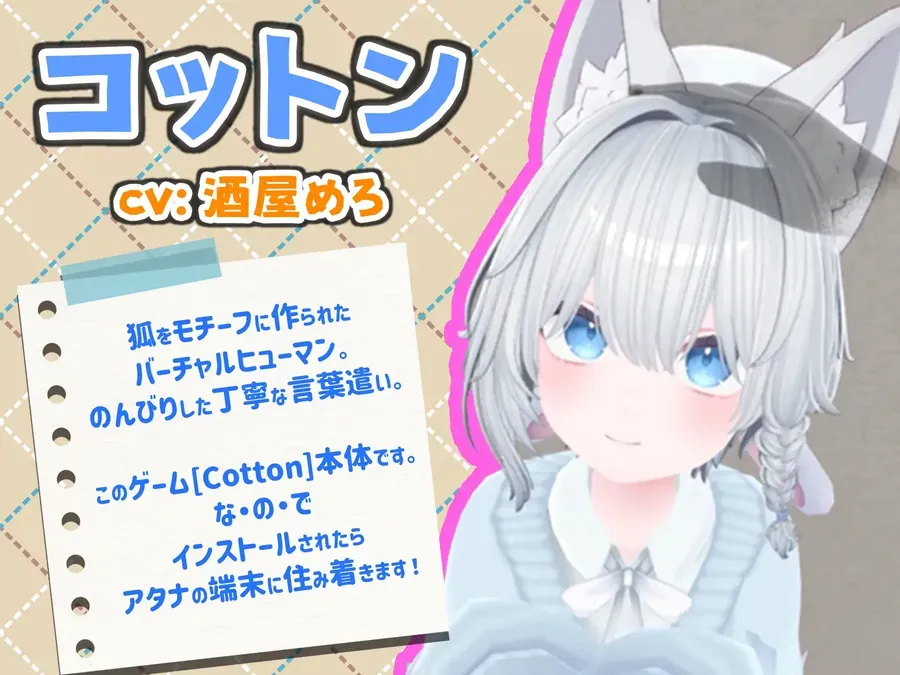 コットン
cv: 酒屋めろ
狐をモチーフに作られた
バーチャルヒューマン。
のんびりした丁寧な言葉遣い。
このゲーム[Cotton]本体です。
な・の・で
インストールされたら
アタナの端末に住み着きます！